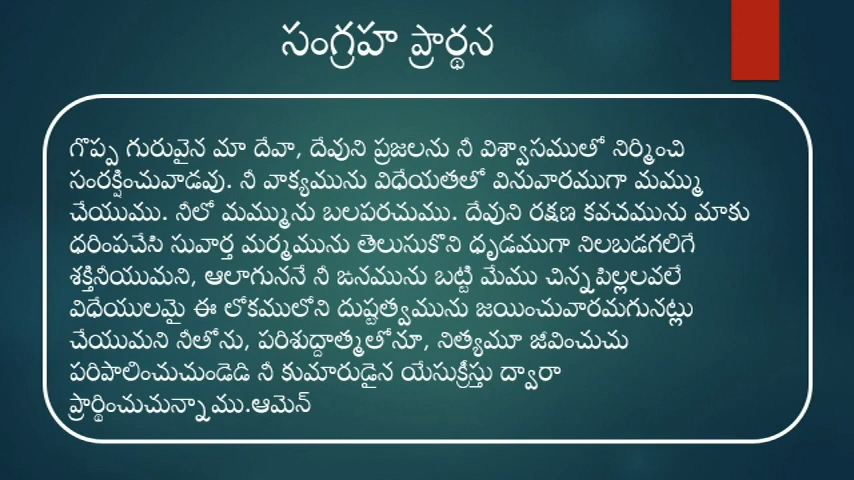 సంగ్రహ ప్రార్థన
గొప్ప గురువైన మా దేవా, దేవుని ప్రజలను నీ విశ్వాసములో నిర్మించి
సంరక్షించువాడవు. నీ వాక్యమును విధేయతలో వినువారముగా మమ్ము
చేయుము. నీలో మమ్మును బలపరచుము. దేవుని రక్షణ కవచమును మాకు
ధరింపచేసి సువార్త మర్మమును తెలుసుకొని ధృడముగా నిలబడగలిగే
శక్తినీయుమని, ఆలాగుననే నీ ఙనమును బట్టి మేము చిన్నపిల్లలవలే
విధేయులమై ఈ లోకములోని దుష్టత్వమును జయించువారమగునట్లు
చేయుమని నీతోను, పరిశుద్దాత్మతోనూ, నిత్యమూ జీవించుచు
పరిపాలించుచుండెడి నీ కుమారుడైన యేసుక్రీస్తు ద్వారా
ప్రార్థించుచున్నాము.ఆమెన్